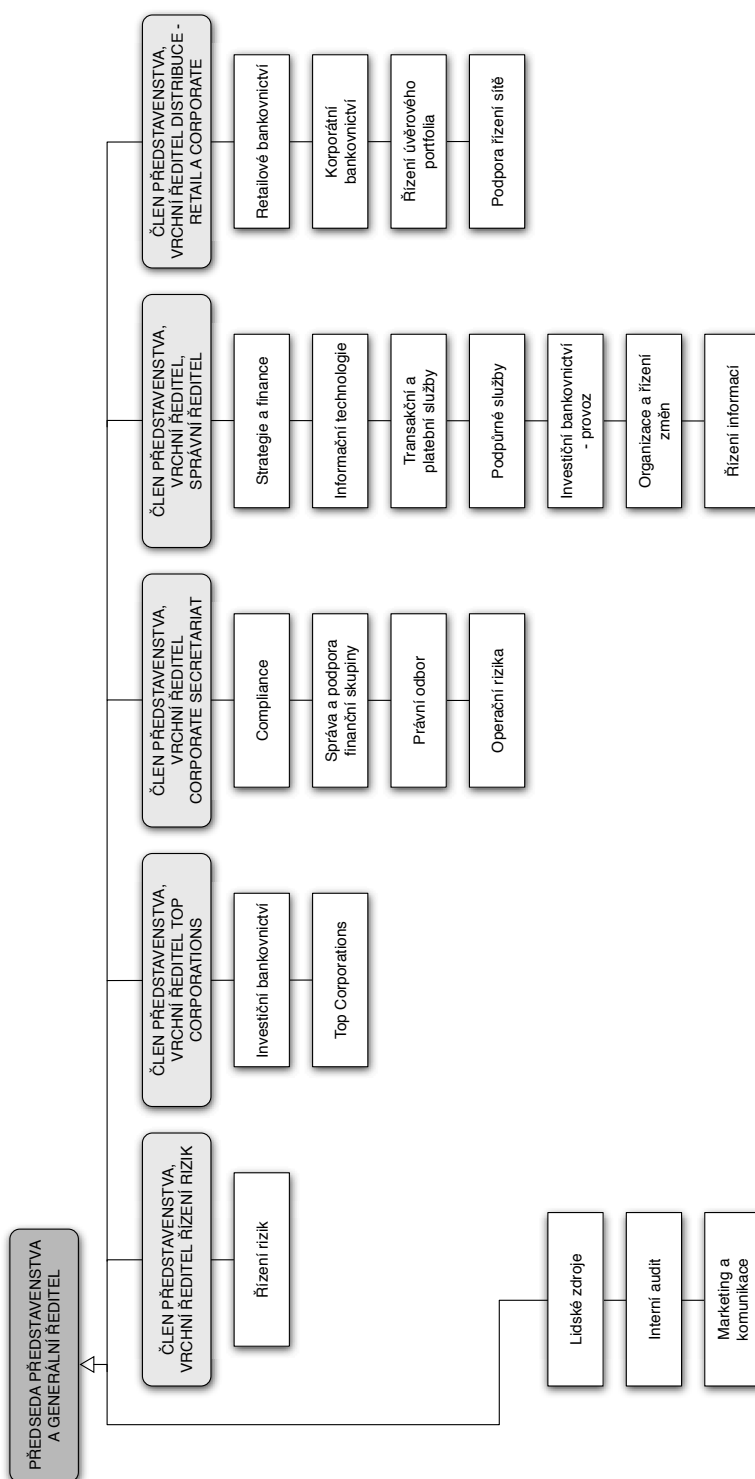 PŘEDSEDA PŘEDSTAVENSTVA
A GENERÁLNÍ ŘEDITEL
ČLEN PŘEDSTAVENSTVA,
VRCHNÍ ŘEDITEL ŘÍZENÍ RIZIK
Řízení rizik
ČLEN PŘEDSTAVENSTVA,
VRCHNÍ ŘEDITEL TOP
CORPORATIONS
Investiční bankovnictví
Top Corporations
ČLEN PŘEDSTAVENSTVA,
VRCHNÍ ŘEDITEL
CORPORATE SECRETARIAT
Compliance
Správa a podpora
finanční skupiny
Právní odbor
Operační rizika
ČLEN PŘEDSTAVENSTVA,
VRCHNÍ ŘEDITEL,
SPRÁVNÍ ŘEDITEL
Strategie a finance
Informační technologie
Transakční a
platební služby
Podpůrné služby
Investiční bankovnictví
- provoz
Organizace a řízení
změn
Řízení informací
ČLEN PŘEDSTAVENSTVA,
VRCHNÍ ŘEDITEL DISTRIBUCE -
RETAIL A CORPORATE
Retailové bankovnictví
Korporátní
bankovnictví
Řízení úvěrového
portfolia
Podpora řízení sítě
Lidské zdroje
Interní audit
Marketing a
komunikace